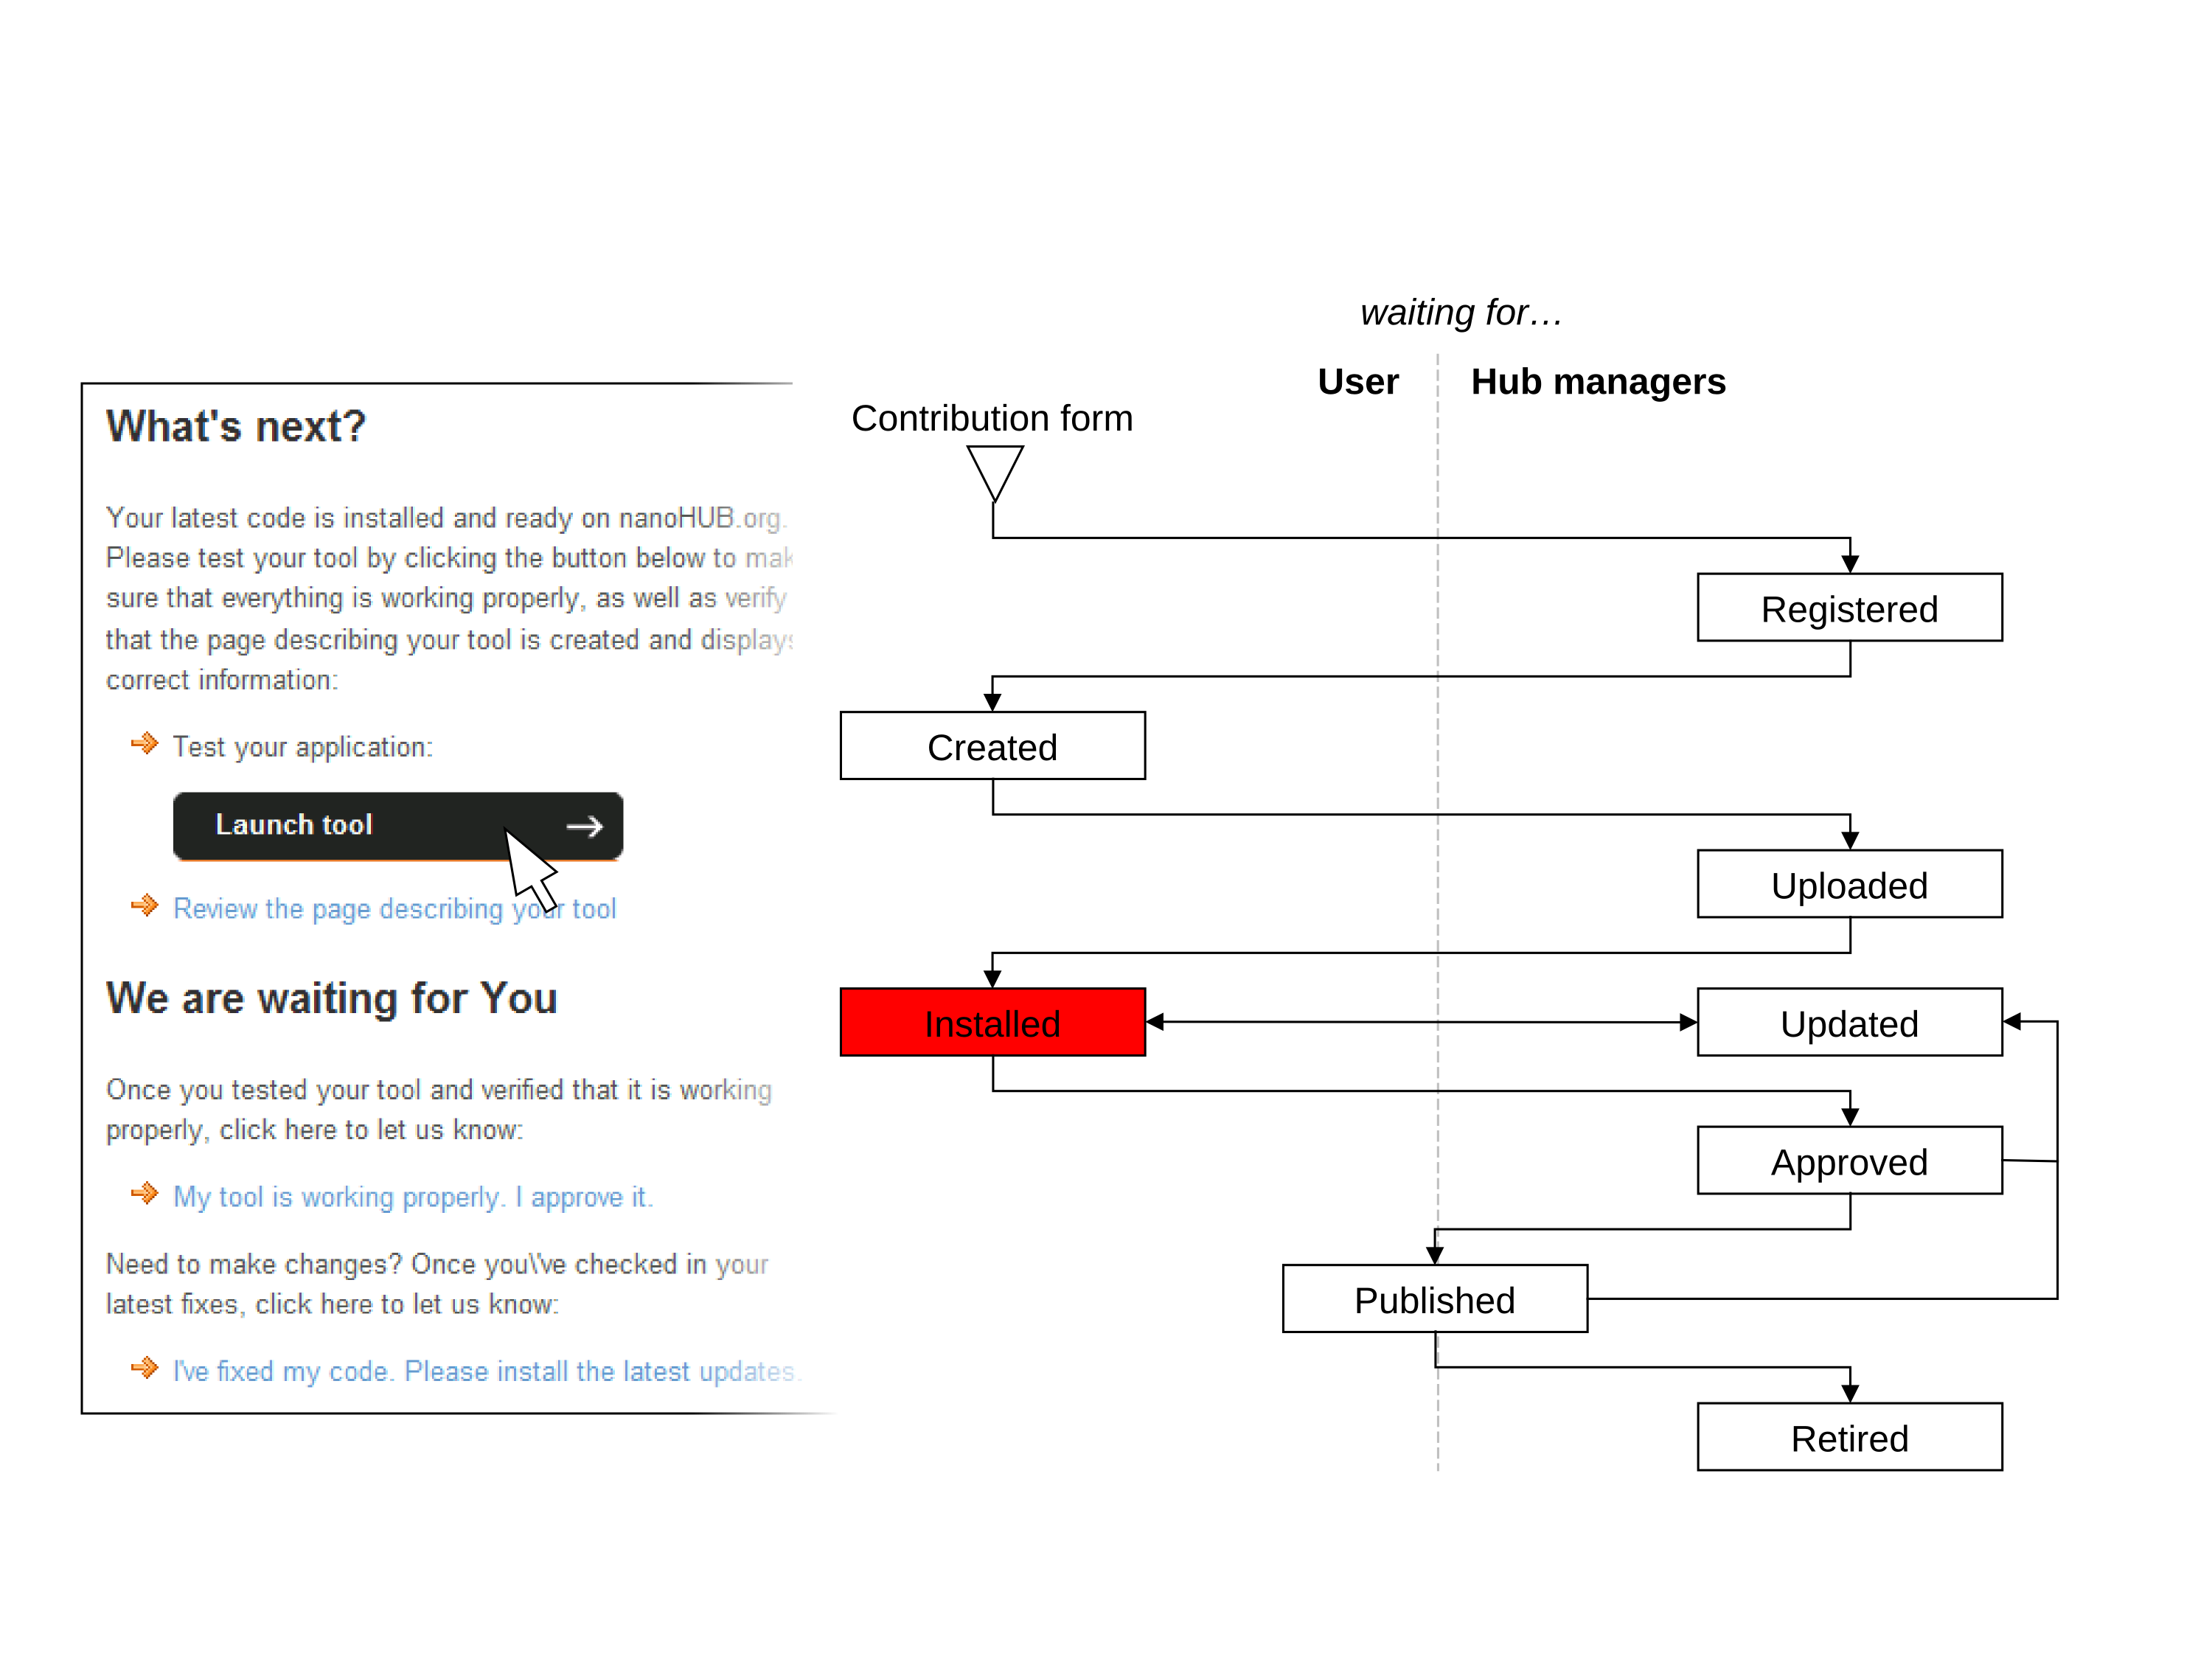 What's next?
Your latest code is installed and ready on nanoHUB.org.
Please test your tool by clicking the button below to mak
sure that everything is working properly, as well as verify
that the page describing your tool is created and displays
correct information:
Test your application:
Launch tool
Review the page describing your tool
We are waiting for You
Once you tested your tool and verified that it is working
properly, click here to let us know:
My tool is working properly. I approve it.
Need to make changes? Once you\'ve checked in your
latest fixes, click here to let us know:
I've fixed my code. Please install the latest updates.
waiting for…
User
Hub managers
Contribution form
Registered
Created
Uploaded
Installed
Updated
Approved
Published
Retired